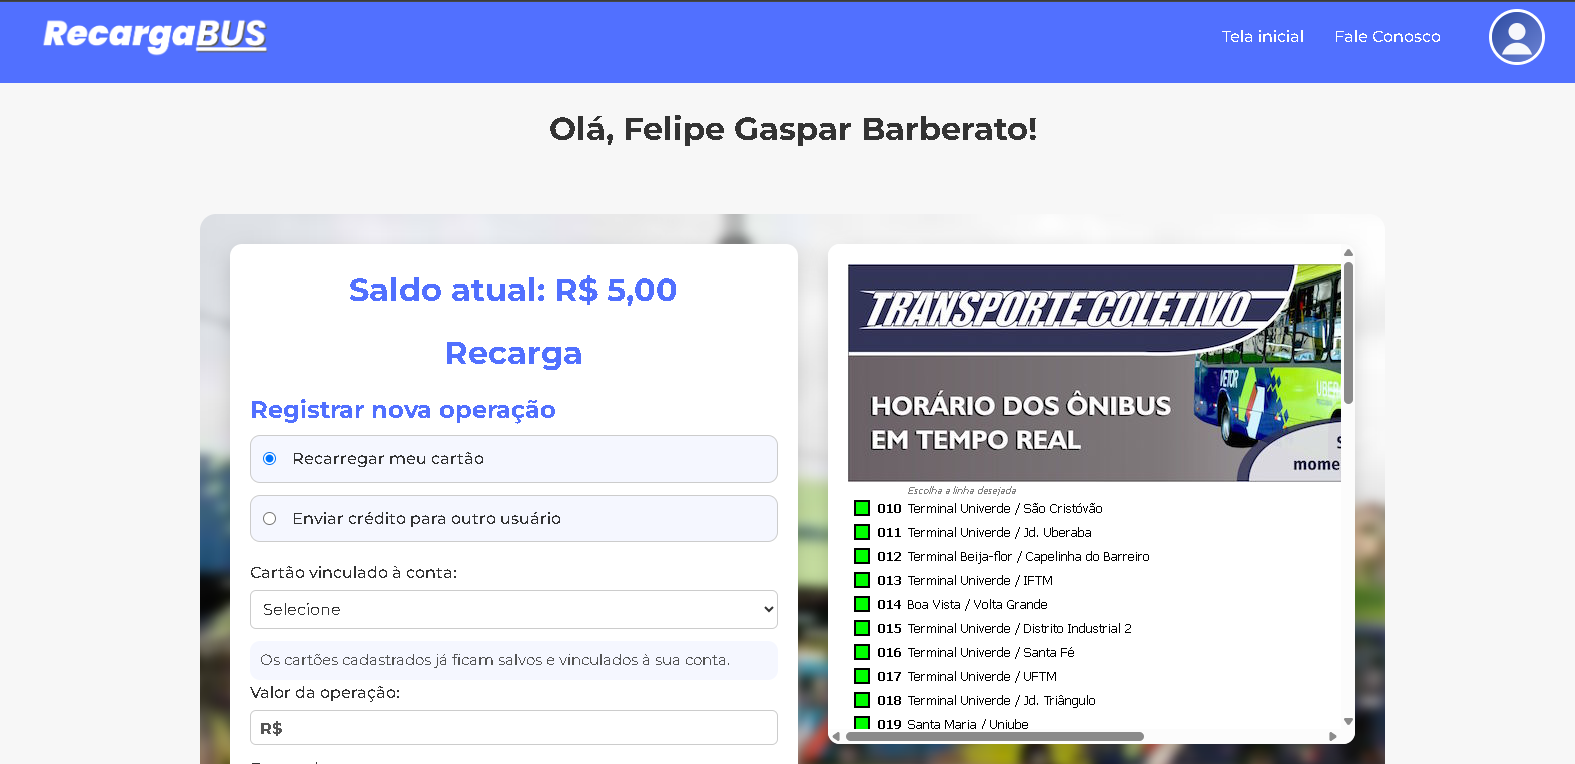 RecargaBUS
Tela inicial
Fale Conosco
Olá, Felipe Gaspar Barberato!
Saldo atual: R$ 5,00
Recarga
Registrar nova operação
Recarregar meu cartão
Enviar crédito para outro usuário
Cartão vinculado à conta:
Selecione
Os cartões cadastrados já ficam salvos e vinculados à sua conta.
Valor da operação:
R$
TRANSPORTE COLETIVO
VETOR
UBER
HORÁRIO DOS ÔNIBUS
EM TEMPO REAL
S
mome
Escolha a linha desejada
010 Terminal Univerde / São Cristóvão
011 Terminal Univerde / Jd. Uberaba
012 Terminal Beija-flor / Capelinha do Barreiro
013 Terminal Univerde / IFTM
014 Boa Vista / Volta Grande
015 Terminal Univerde / Distrito Industrial 2
016 Terminal Univerde / Santa Fé
017 Terminal Univerde / UFTM
018 Terminal Univerde / Jd. Triângulo
019 Santa Maria / Uniube